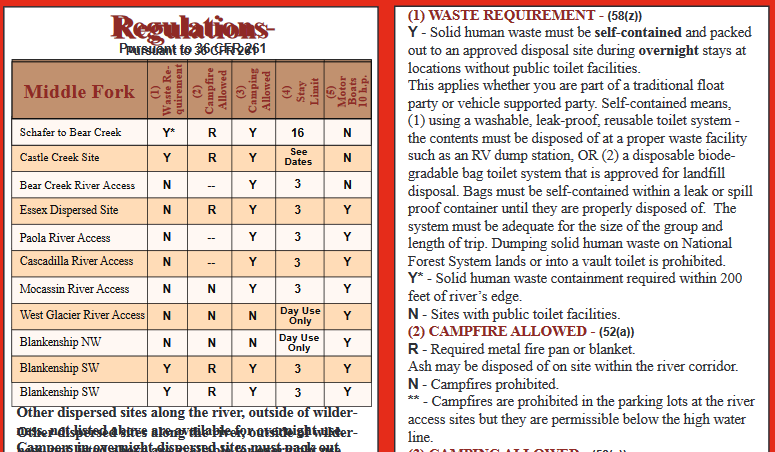 Regulations
Pursuant to 36 CFR 261
Middle Fork (1) Waste Re-quirement (2) Campfire Allowed (3) Camping Allowed (4) Stay Limit (5) Motor Boats 10 h.p.
Schafer to Bear Creek Y* R Y 16 N
Castle Creek Site Y R Y See Dates N
Bear Creek River Access N -- Y 3 N
Essex Dispersed Site N R Y 3 Y
Paola River Access N -- Y 3 Y
Cascadilla River Access N -- Y 3 Y
Mocassin River Access N N Y 3 Y
West Glacier River Access N N N Day Use Only Y
Blankenship NW N N N Day Use Only Y
Blankenship SW Y R Y 3 Y
Blankenship SW Y R Y 3 Y
Other dispersed sites along the river, outside of wilder-
ness, not listed above are available for overnight use.
(1) WASTE REQUIREMENT - (58(z))
Y - Solid human waste must be self-contained and packed
out to an approved disposal site during overnight stays at
locations without public toilet facilities.
This applies whether you are part of a traditional float
party or vehicle supported party. Self-contained means,
(1) using a washable, leak-proof, reusable toilet system -
the contents must be disposed of at a proper waste facility
such as an RV dump station, OR (2) a disposable biode-
gradable bag toilet system that is approved for landfill
disposal. Bags must be self-contained within a leak or spill
proof container until they are properly disposed of. The
system must be adequate for the size of the group and
length of trip. Dumping solid human waste on National
Forest System lands or into a vault toilet is prohibited.
Y* - Solid human waste containment required within 200
feet of river's edge.
N - Sites with public toilet facilities.
(2) CAMPFIRE ALLOWED - (52(a))
R - Required metal fire pan or blanket.
Ash may be disposed of on site within the river corridor.
N - Campfires prohibited.
** - Campfires are prohibited in the parking lots at the river
access sites but they are permissible below the high water
line.